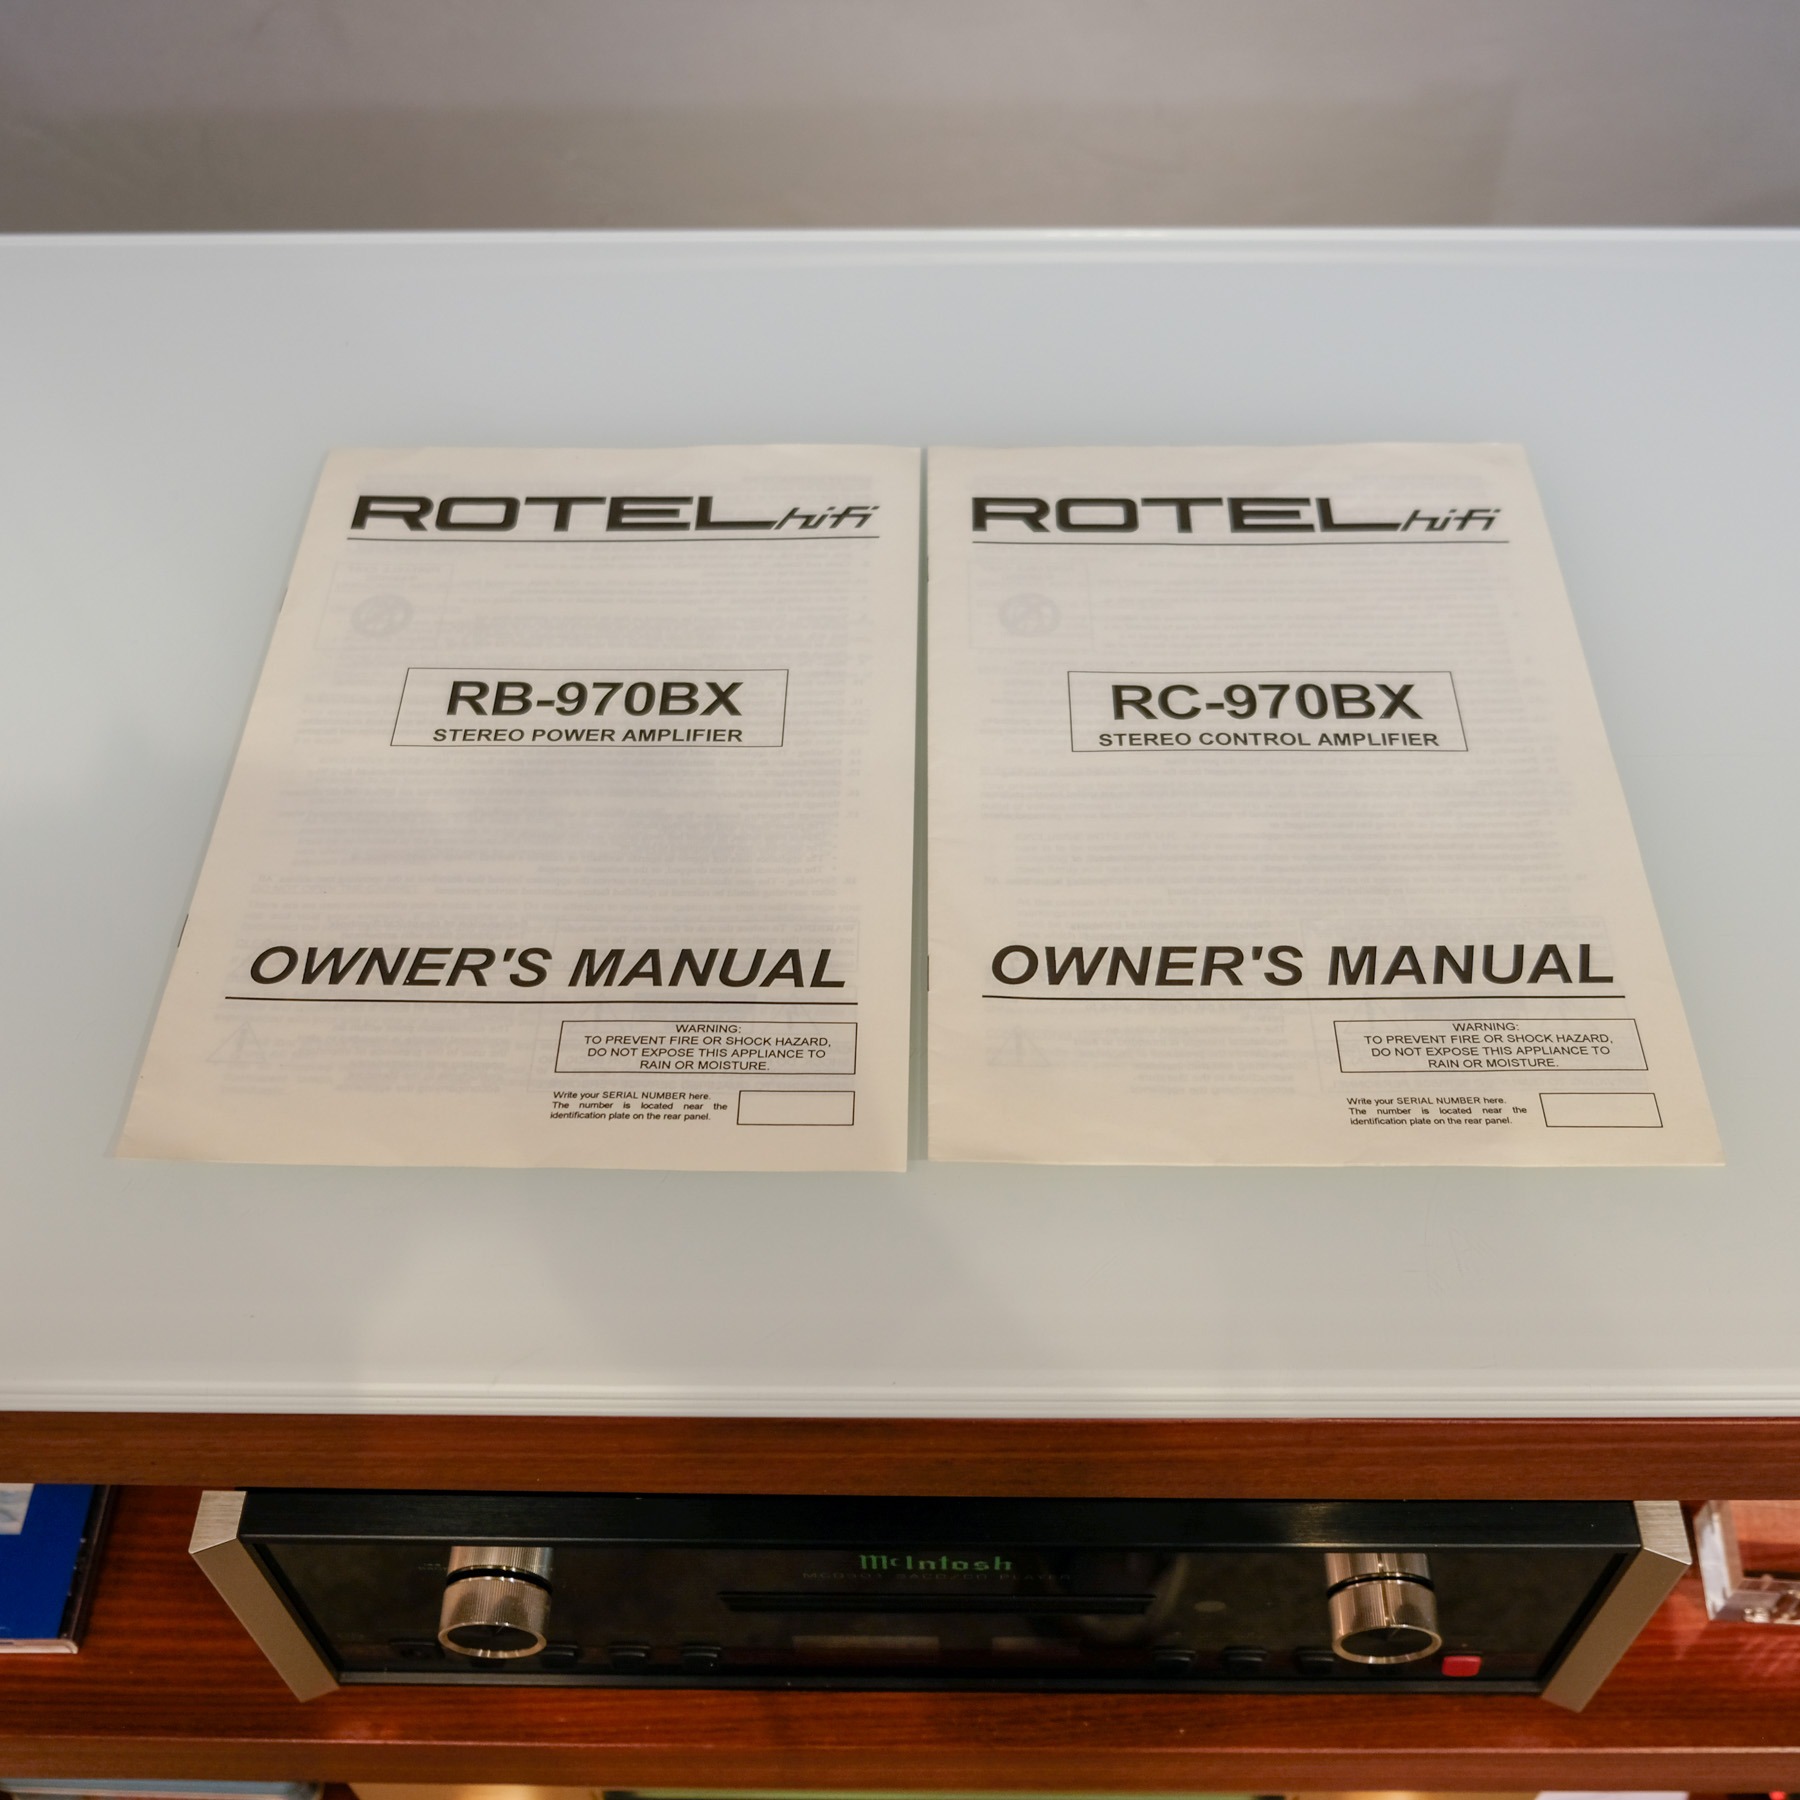 ROTEL hifi
RB-970BX
STEREO POWER AMPLIFIER
OWNER'S MANUAL
WARNING:
TO PREVENT FIRE OR SHOCK HAZARD,
DO NOT EXPOSE THIS APPLIANCE TO
RAIN OR MOISTURE.
Write your SERIAL NUMBER here.
The number is located near the
identification plate on the rear panel.
ROTEL hifi
RC-970BX
STEREO CONTROL AMPLIFIER
OWNER'S MANUAL
WARNING:
TO PREVENT FIRE OR SHOCK HAZARD,
DO NOT EXPOSE THIS APPLIANCE TO
RAIN OR MOISTURE.
Write your SERIAL NUMBER here.
The number is located near the
identification plate on the rear panel.
McIntosh
SACD/CD PLAYER